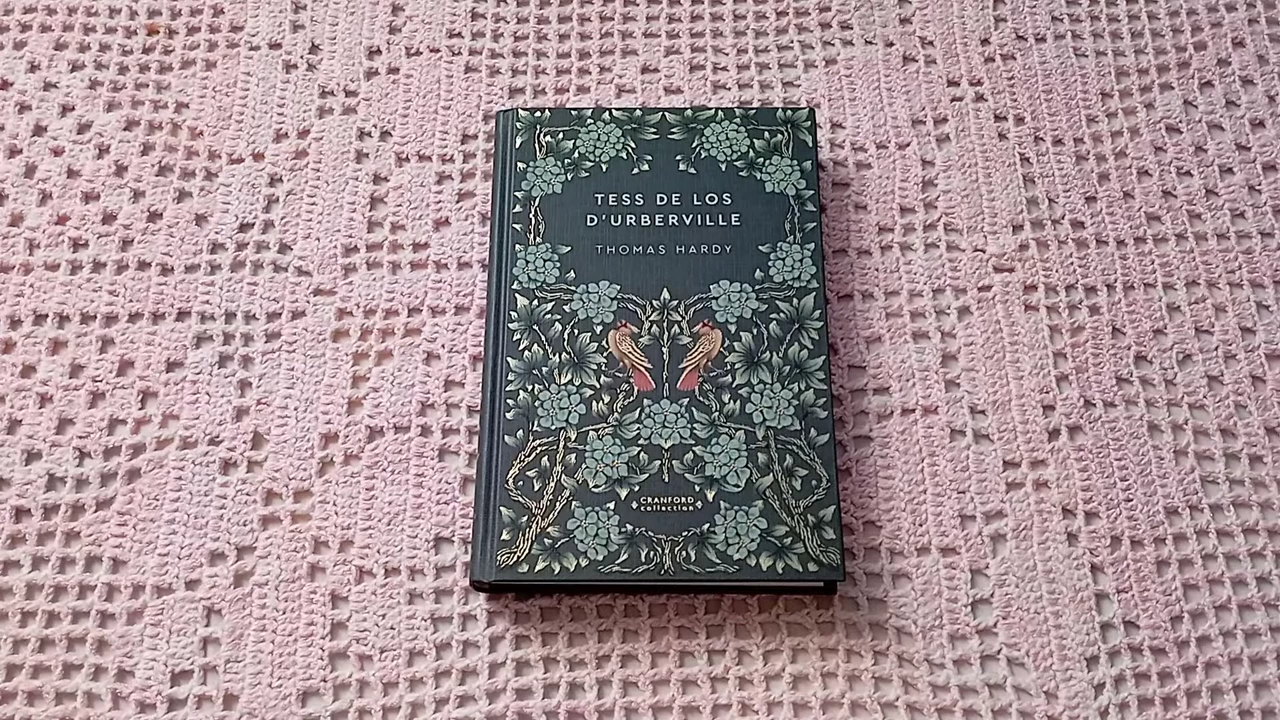 TESS DE LOS
D'URBERVILLE
THOMAS HARDY
CRANFORD
collection